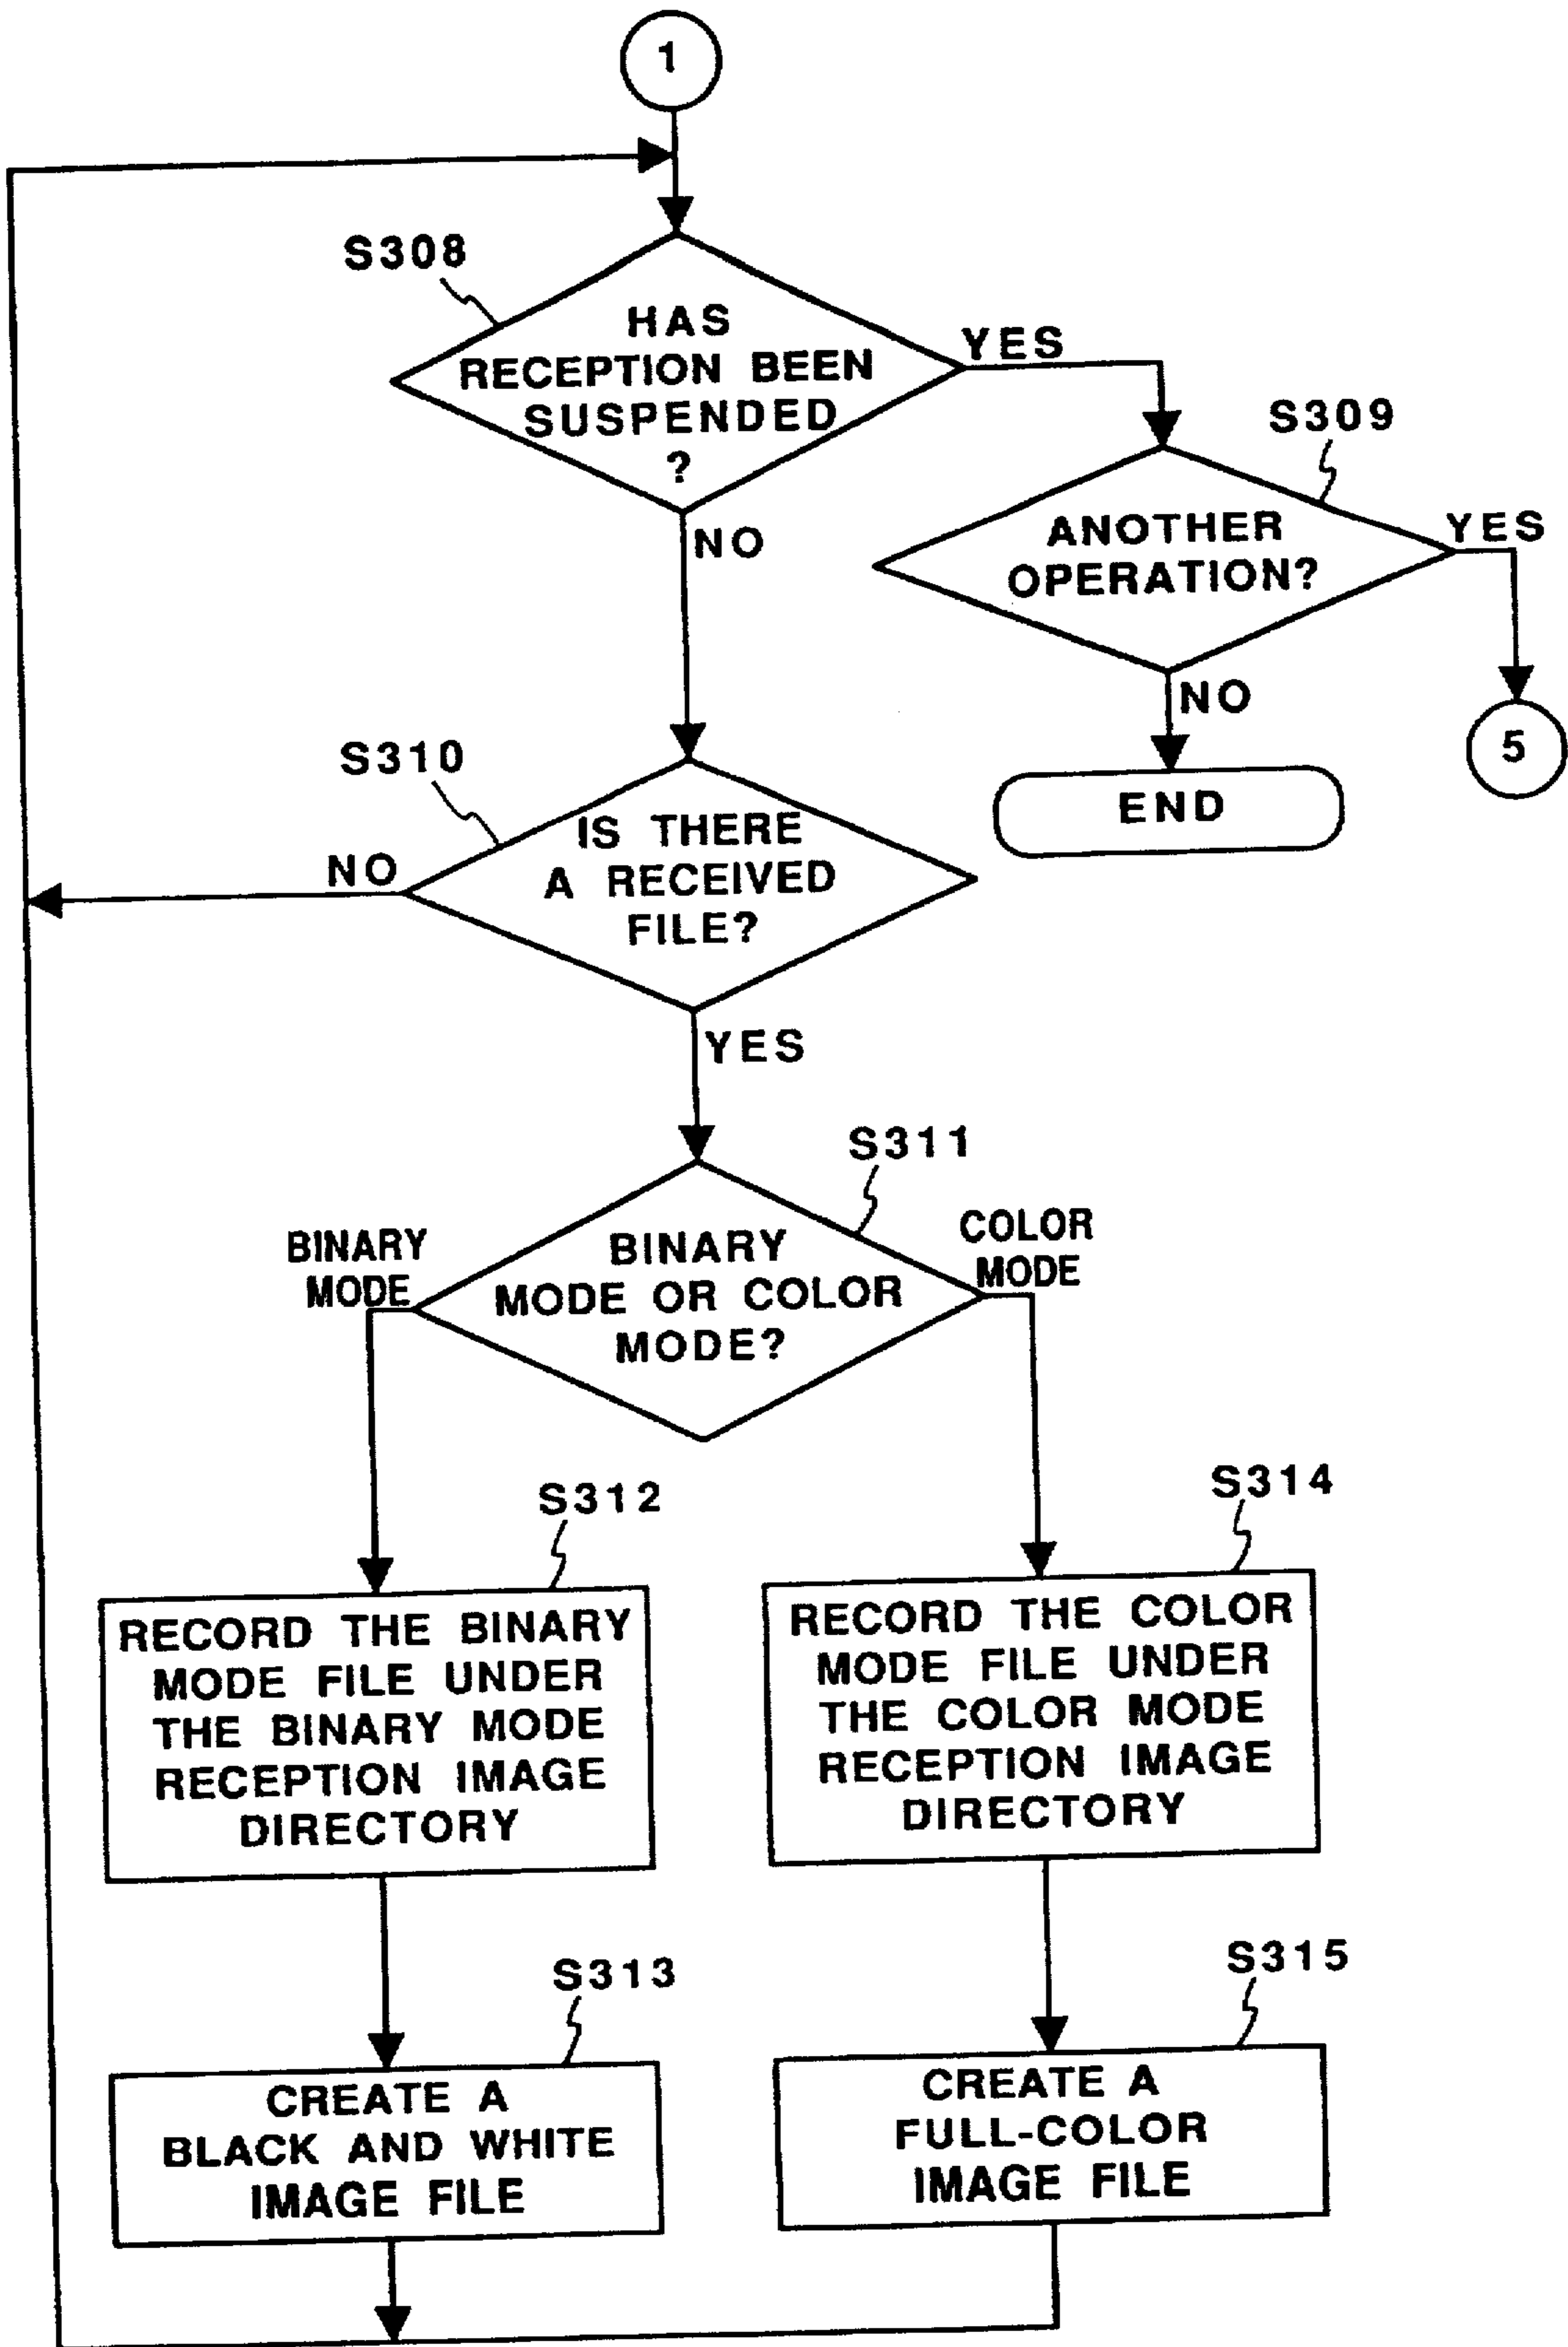 1
S308
HAS
RECEPTION BEEN
SUSPENDED
?
YES
NO
S309
ANOTHER
OPERATION?
YES
NO
END
5
S310
IS THERE
A RECEIVED
FILE?
NO
YES
S311
BINARY
MODE OR COLOR
MODE?
BINARY
MODE
COLOR
MODE
S312
RECORD THE BINARY
MODE FILE UNDER
THE BINARY MODE
RECEPTION IMAGE
DIRECTORY
S314
RECORD THE COLOR
MODE FILE UNDER
THE COLOR MODE
RECEPTION IMAGE
DIRECTORY
S313
CREATE A
BLACK AND WHITE
IMAGE FILE
S315
CREATE A
FULL-COLOR
IMAGE FILE